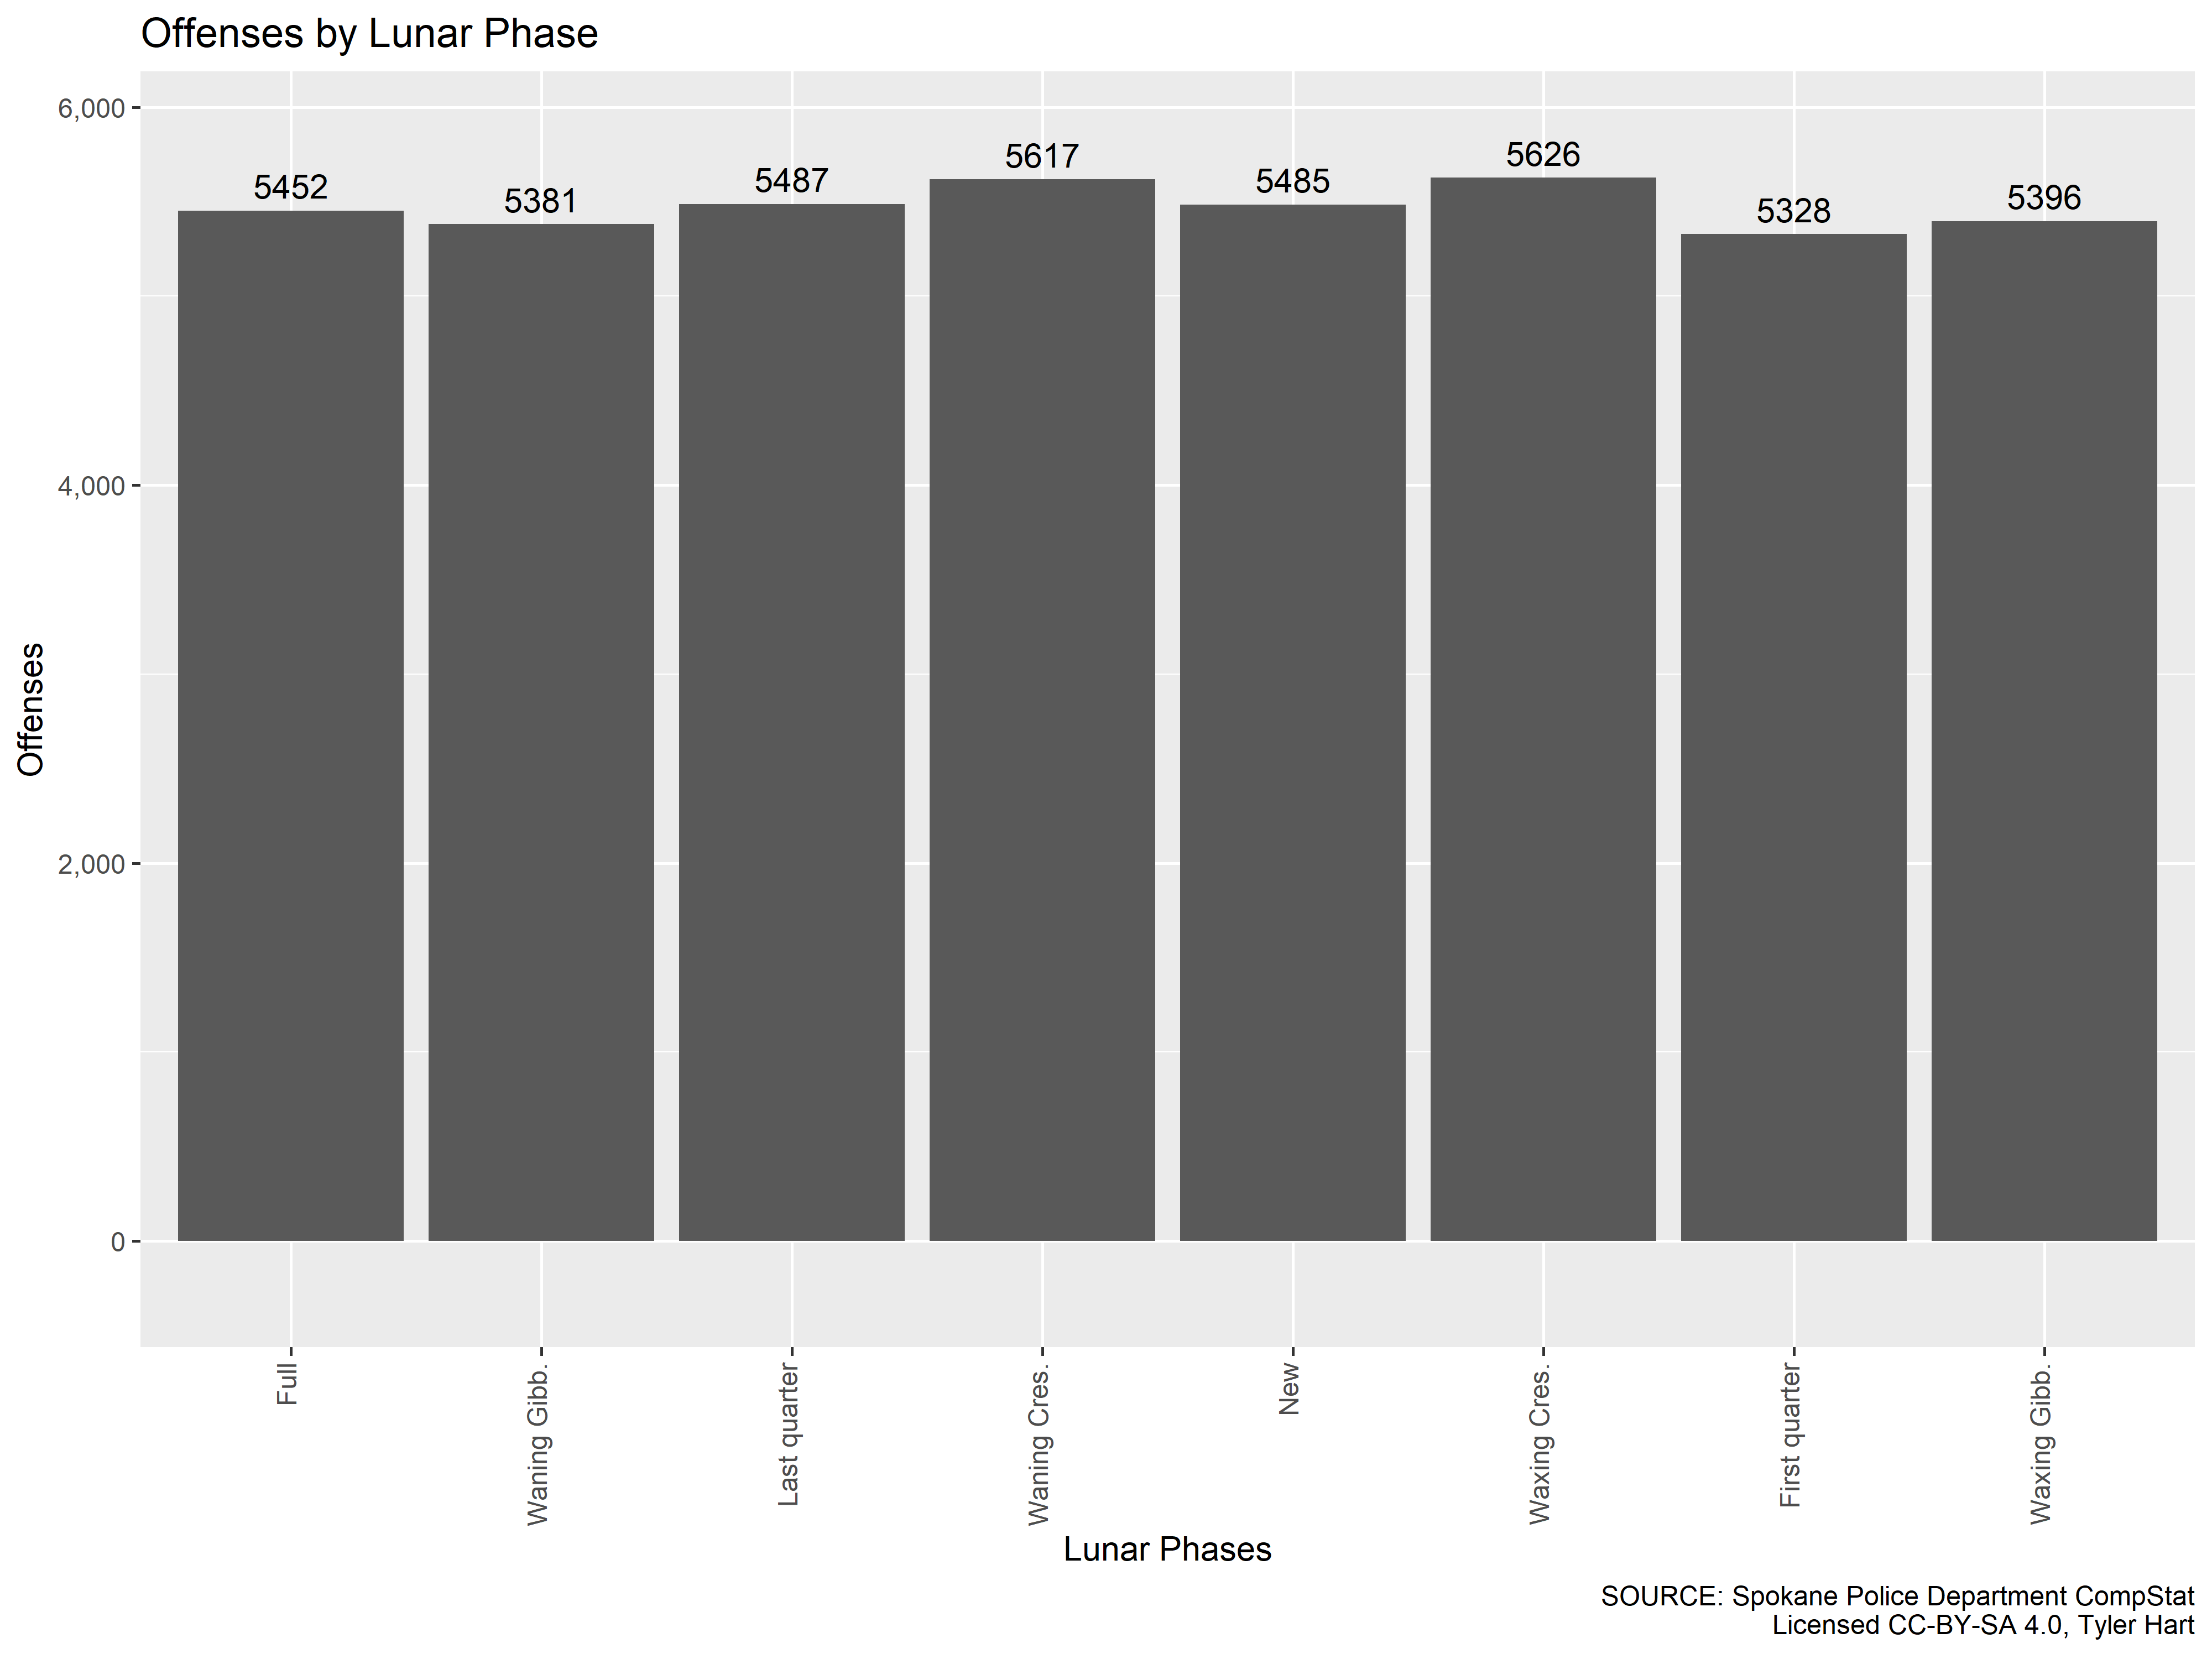 Offenses by Lunar Phase
6,000
4,000
2,000
0
Offenses
5452
5381
5487
5617
5485
5626
5328
5396
Full
Waning Gibb.
Last quarter
Waning Cres.
New
Waxing Cres.
First quarter
Waxing Gibb.
Lunar Phases
SOURCE: Spokane Police Department CompStat
Licensed CC-BY-SA 4.0, Tyler Hart